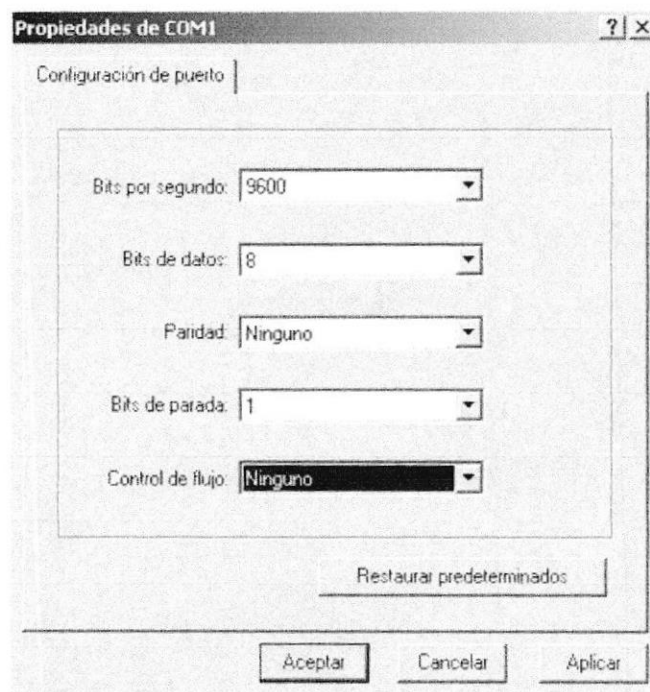 Propiedades de COM1
Configuración de puerto
Bits por segundo: 9600
Bits de datos: 8
Paridad: Ninguno
Bits de parada: 1
Control de flujo: Ninguno
Restaurar predeterminados
Aceptar Cancelar Aplicar